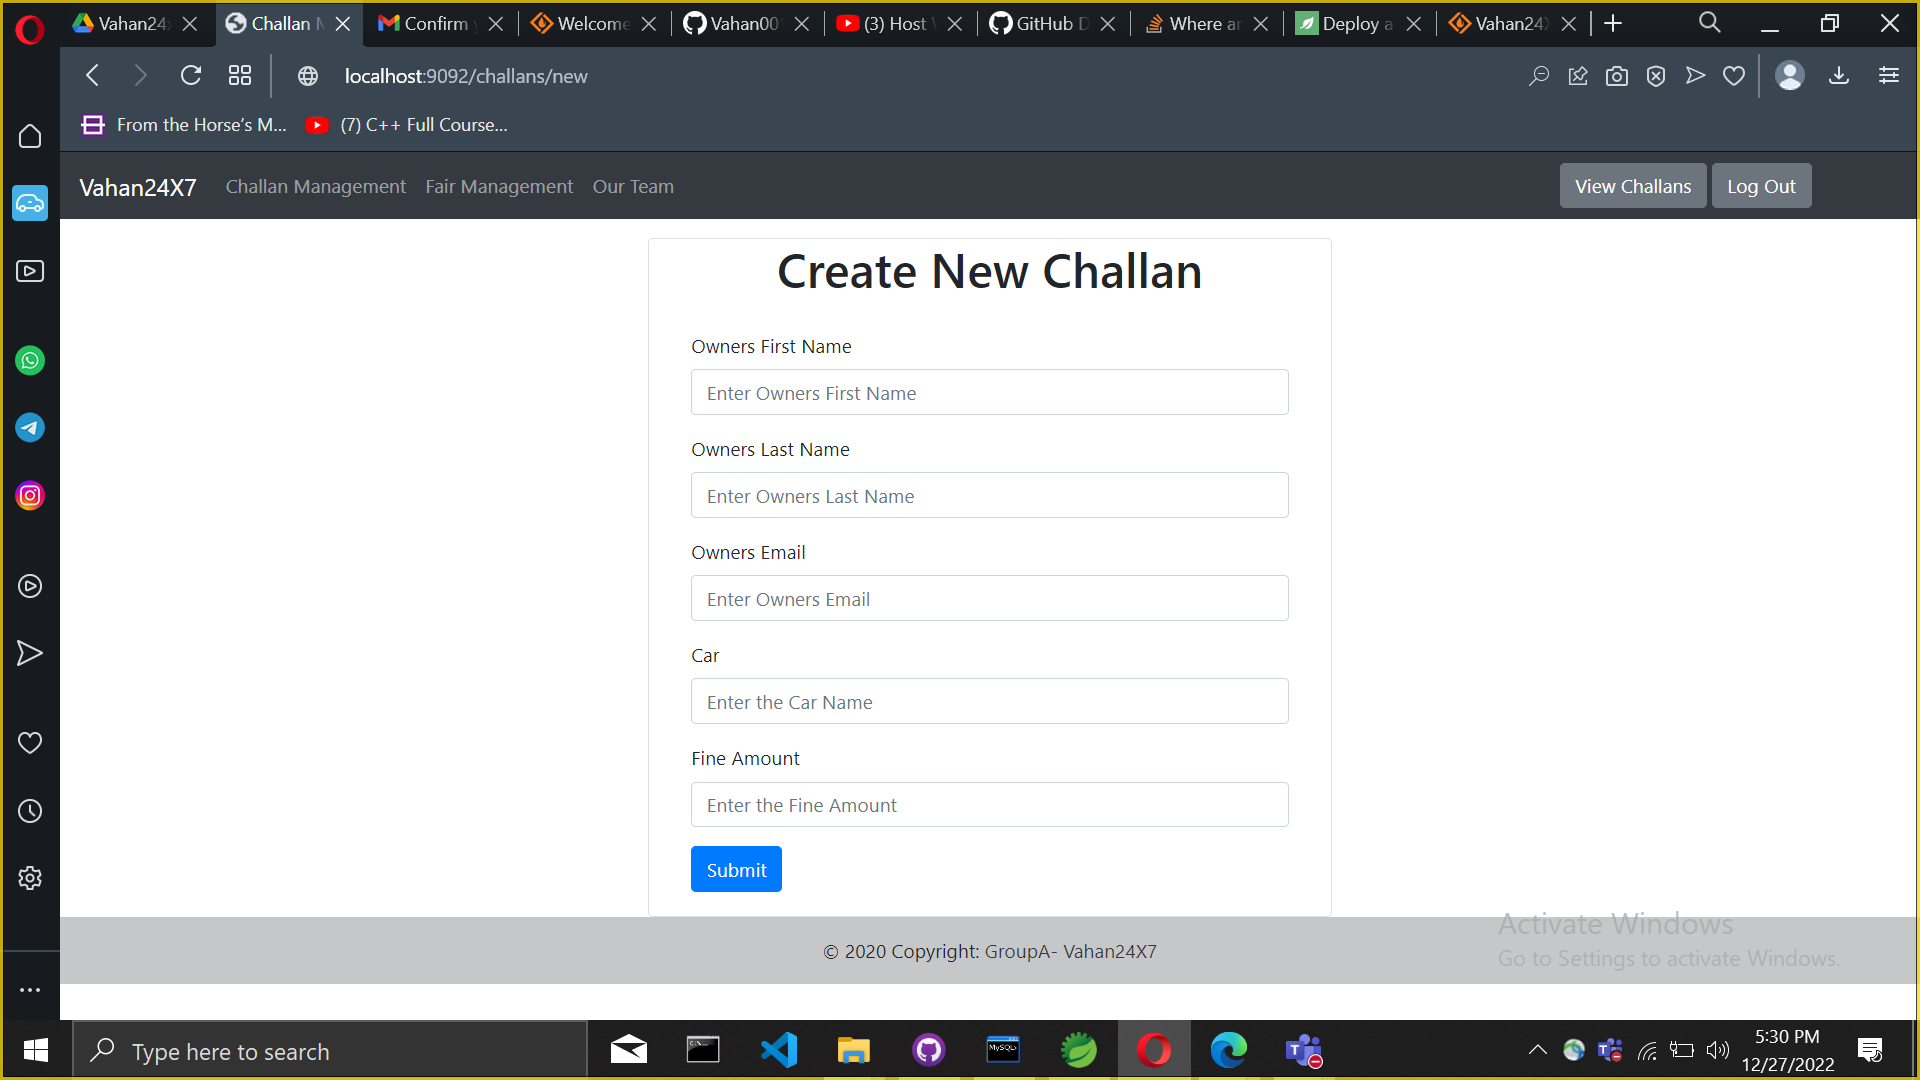 Vahan24
Challan M
Confirm
Welcome
Vahan00
(3) Host
GitHub D
Where ar
Deploy a
Vahan24
localhost:9092/challans/new
From the Horse’s M...
(7) C++ Full Course...
Vahan24X7
Challan Management
Fair Management
Our Team
View Challans
Log Out
Create New Challan
Owners First Name
Enter Owners First Name
Owners Last Name
Enter Owners Last Name
Owners Email
Enter Owners Email
Car
Enter the Car Name
Fine Amount
Enter the Fine Amount
Submit
Activate Windows
Go to Settings to activate Windows.
© 2020 Copyright: GroupA- Vahan24X7
Type here to search
MySQL
5:30 PM
12/27/2022